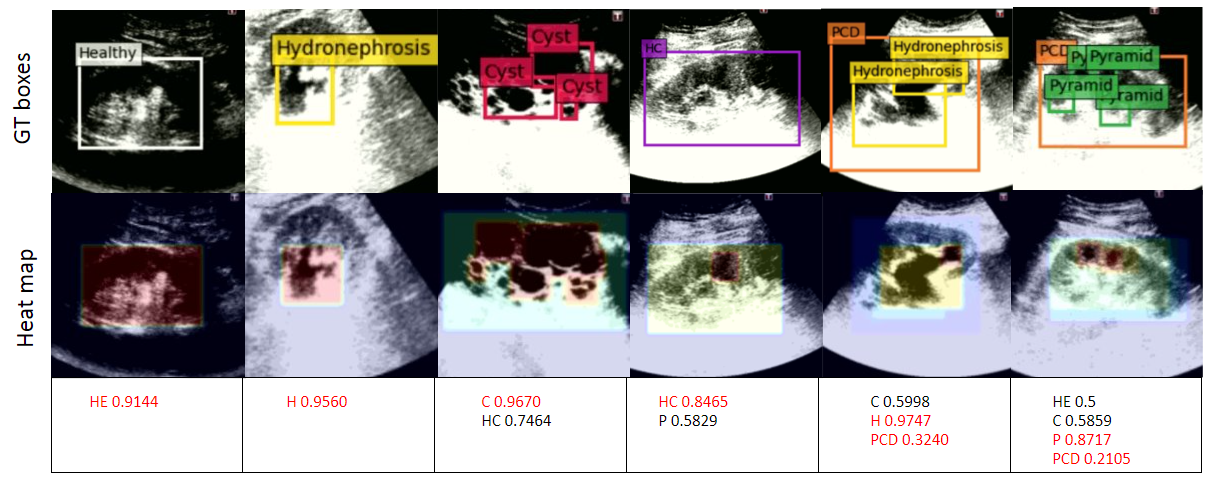 GT boxes
Healthy
Hydronephrosis
Cyst
Cyst
Cyst
HC
PCD
Hydronephrosis
Hydronephrosis
PCD
Py
Pyramid
Pyramid
ramid
Heat map
HE 0.9144
H 0.9560
C 0.9670
HC 0.7464
HC 0.8465
P 0.5829
C 0.5998
H 0.9747
PCD 0.3240
HE 0.5
C 0.5859
P 0.8717
PCD 0.2105